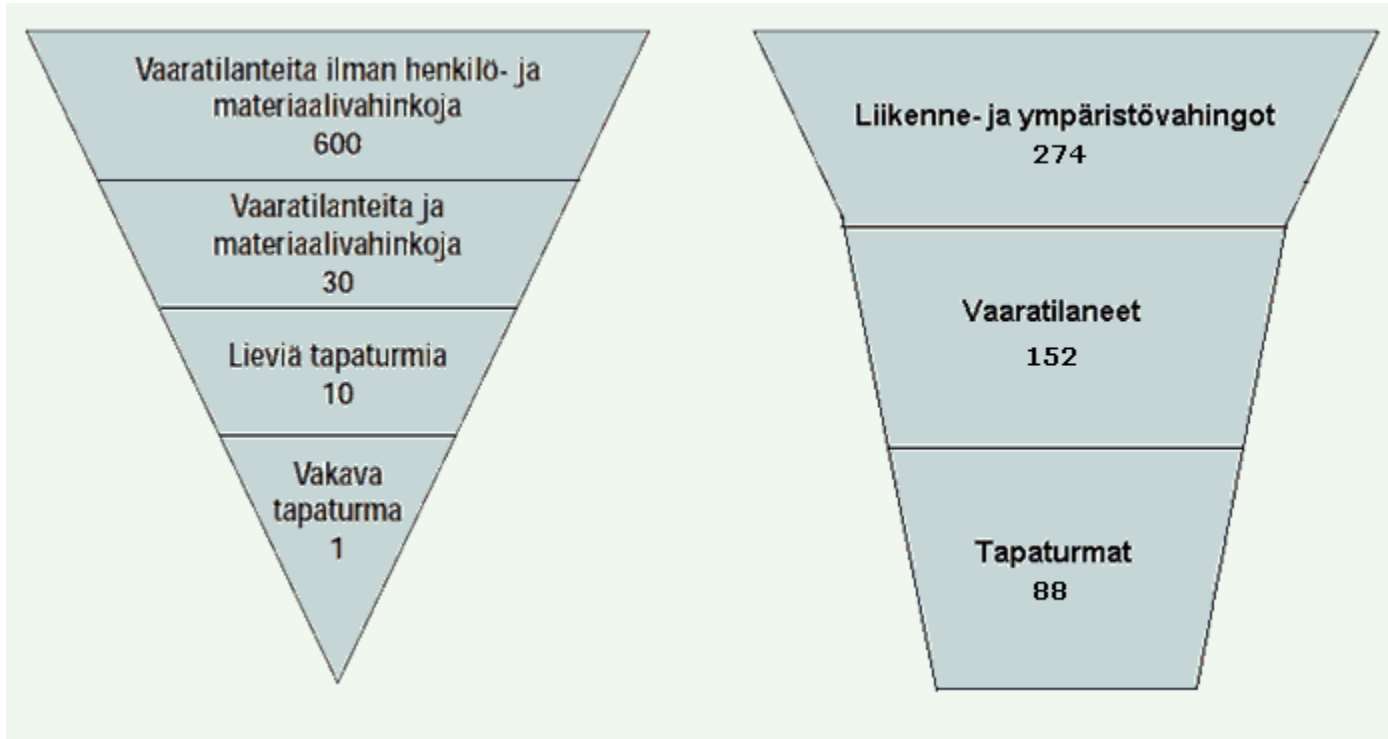 Vaaratilanteita ilman henkilö- ja
materiaalivahinkoja
600
Vaaratilanteita ja
materiaalivahinkoja
30
Lieviä tapaturmia
10
Vakava
tapaturma
1
Liikenne- ja ympäristövahingot
274
Vaaratilaneet
152
Tapaturmat
88